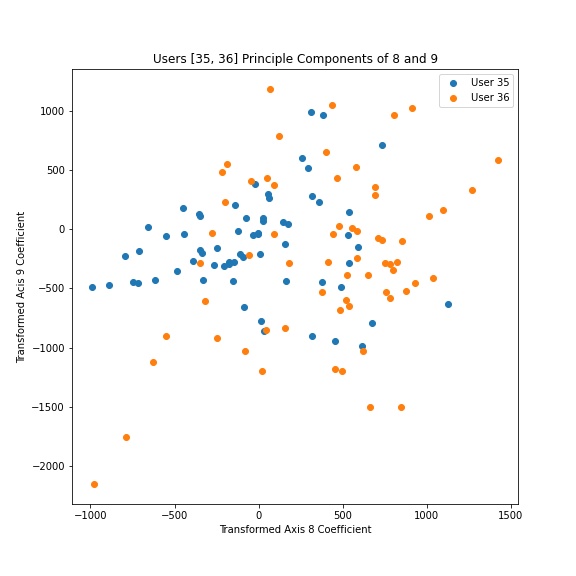 Users [35, 36] Principle Components of 8 and 9
User 35
User 36
Transformed Acis 9 Coefficient
1000
500
0
−500
−1000
−1500
−2000
−1000
−500
0
500
1000
1500
Transformed Axis 8 Coefficient